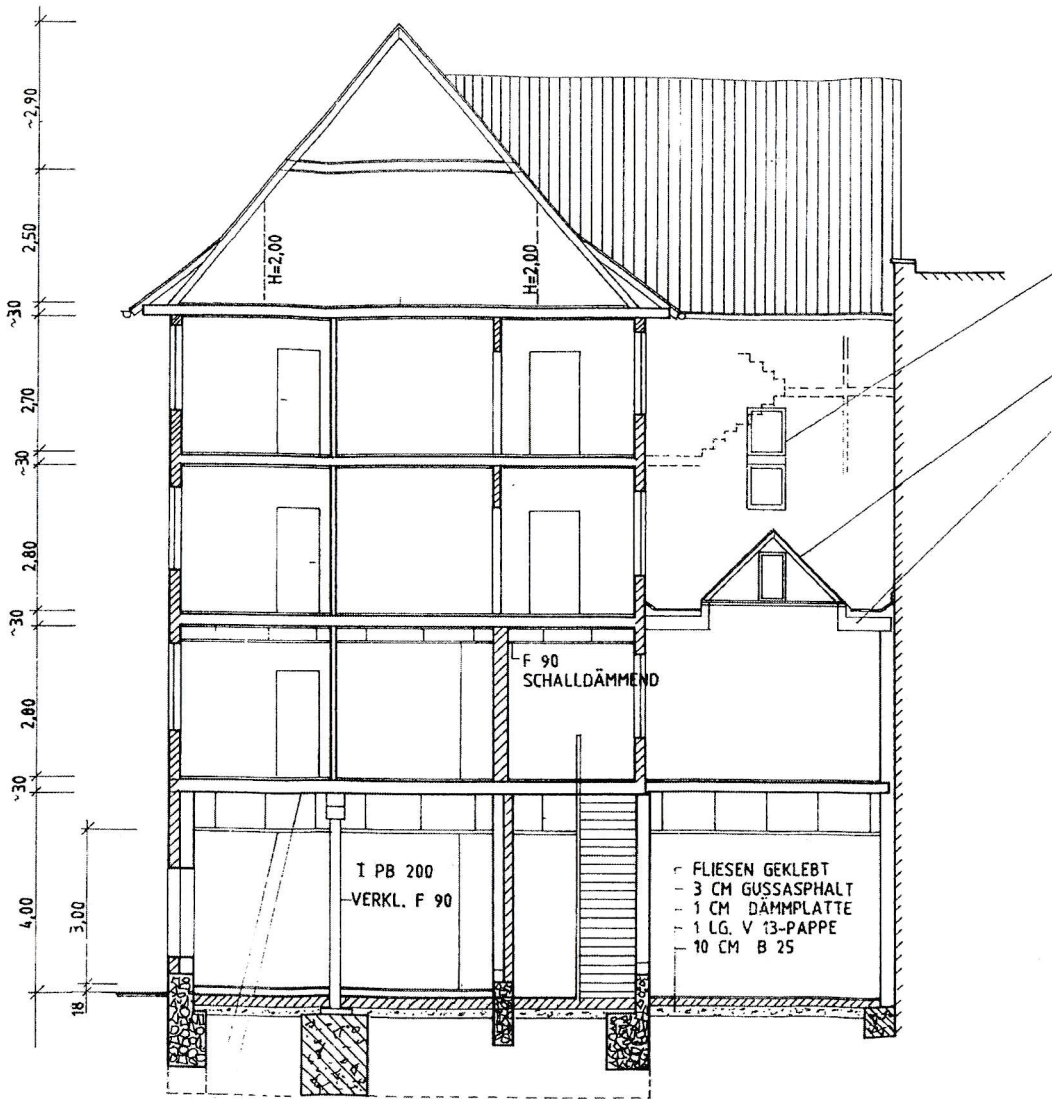 ~2,90
2,50
H=2,00
H=2,00
~30
2,70
~30
2,80
~30
F 90
SCHALLDÄMMEND
2,80
~30
I PB 200
VERKL. F 90
FLIESEN GEKLEBT
3 CM GUSSASPHALT
1 CM DÄMMPLATTE
1 LG. V 13-PAPPE
10 CM B 25
4,00
3,00
18